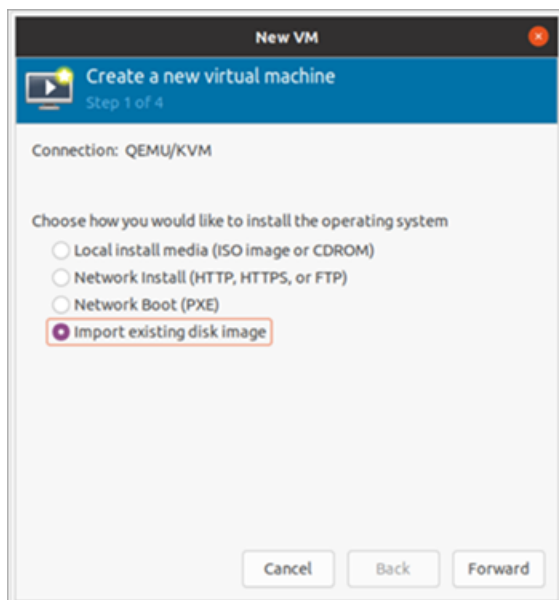 New VM
Create a new virtual machine
Step 1 of 4
Connection: QEMU/KVM
Choose how you would like to install the operating system
Local install media (ISO image or CDROM)
Network Install (HTTP, HTTPS, or FTP)
Network Boot (PXE)
Import existing disk image
Cancel Back Forward